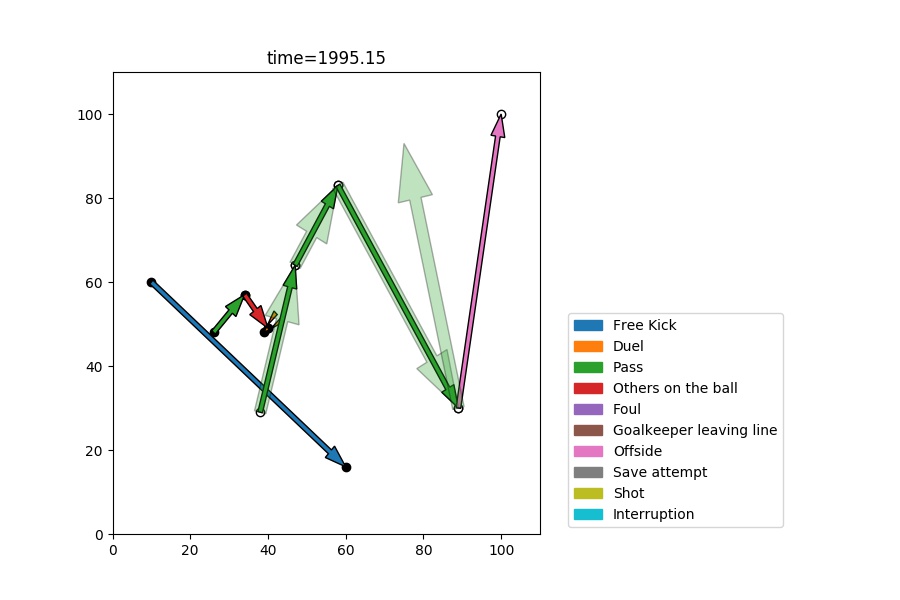 time=1995.15
100
80
60
40
20
0
0 20 40 60 80 100
Free Kick
Duel
Pass
Others on the ball
Foul
Goalkeeper leaving line
Offside
Save attempt
Shot
Interruption